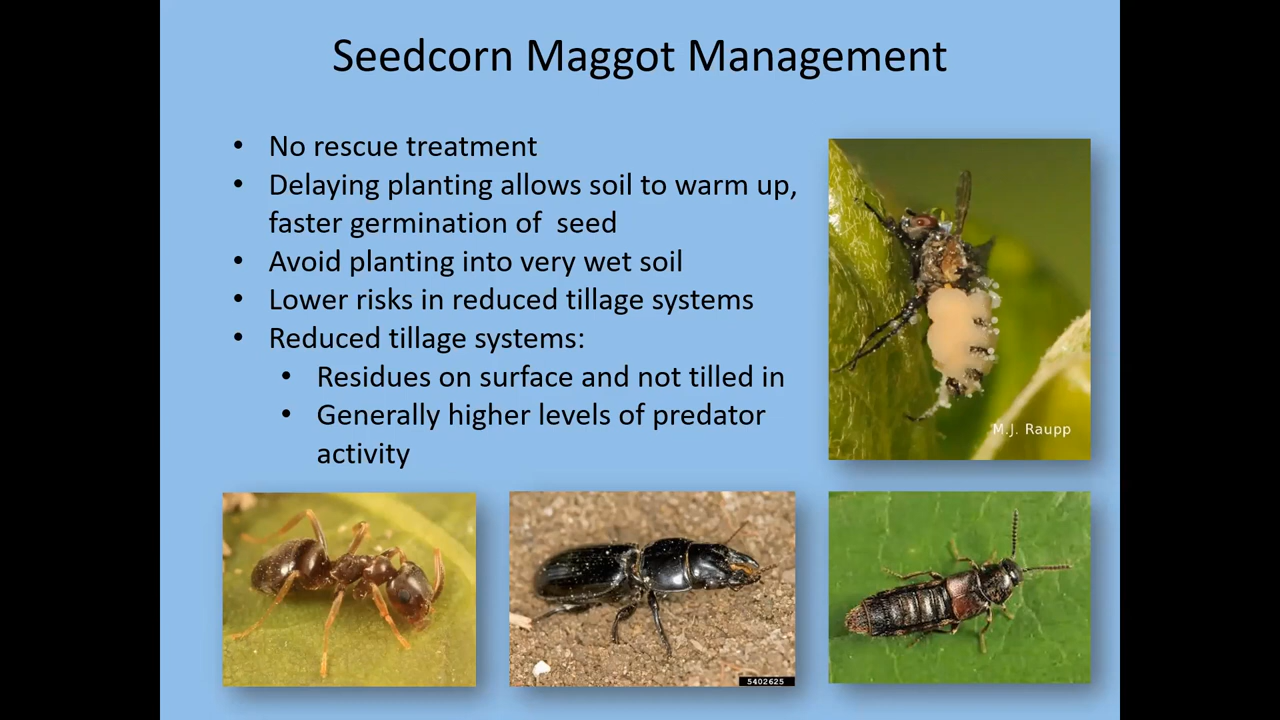 Seedcorn Maggot Management
• No rescue treatment
• Delaying planting allows soil to warm up,
faster germination of  seed
• Avoid planting into very wet soil
• Lower risks in reduced tillage systems
• Reduced tillage systems:
• Residues on surface and not tilled in
• Generally higher levels of predator
activity
M.J. Raupp
5402625